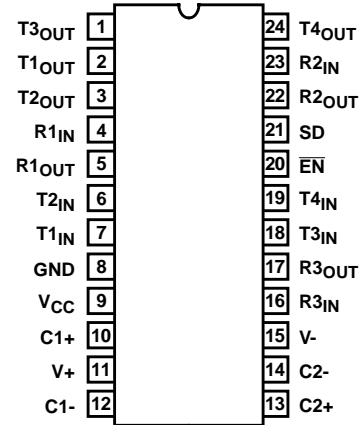 T3OUT 1 24 T4OUT
T1OUT 2 23 R2IN
T2OUT 3 22 R2OUT
R1IN 4 21 SD
R1OUT 5 20 E̅N̅
T2IN 6 19 T4IN
T1IN 7 18 T3IN
GND 8 17 R3OUT
VCC 9 16 R3IN
C1+ 10 15 V-
V+ 11 14 C2-
C1- 12 13 C2+